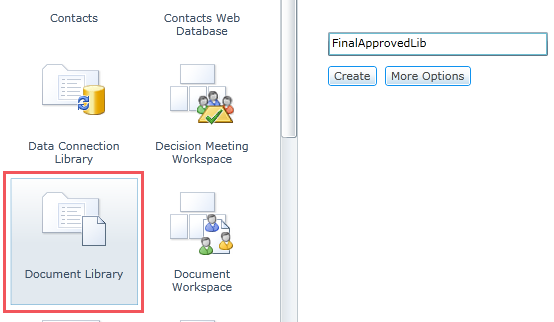 Contacts
Contacts Web
Database
FinalApprovedLib
Create
More Options
Data Connection
Library
Decision Meeting
Workspace
Document Library
Document
Workspace